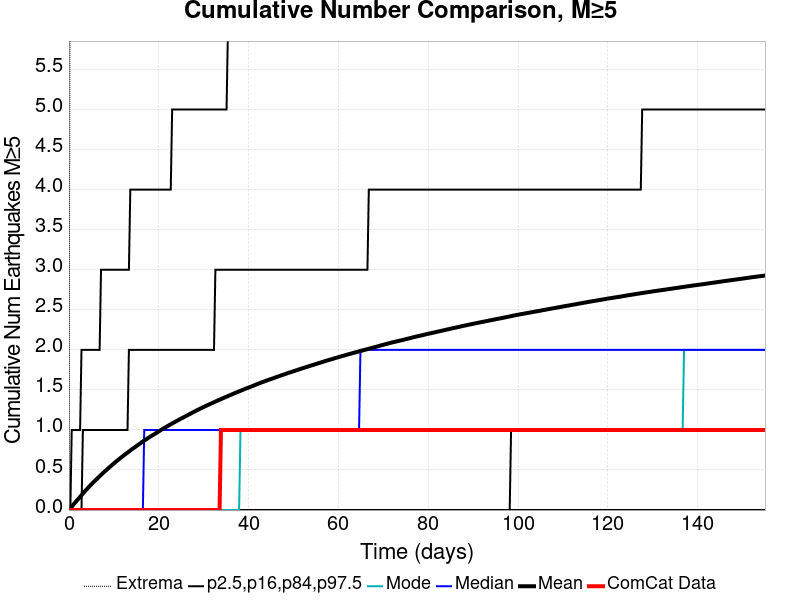 Cumulative Number Comparison, M≥5
Cumulative Num Earthquakes M≥5
5.5
5.0
4.5
4.0
3.5
3.0
2.5
2.0
1.5
1.0
0.5
0.0
0 20 40 60 80 100 120 140
Time (days)
Extrema p2.5,p16,p84,p97.5 Mode Median Mean ComCat Data